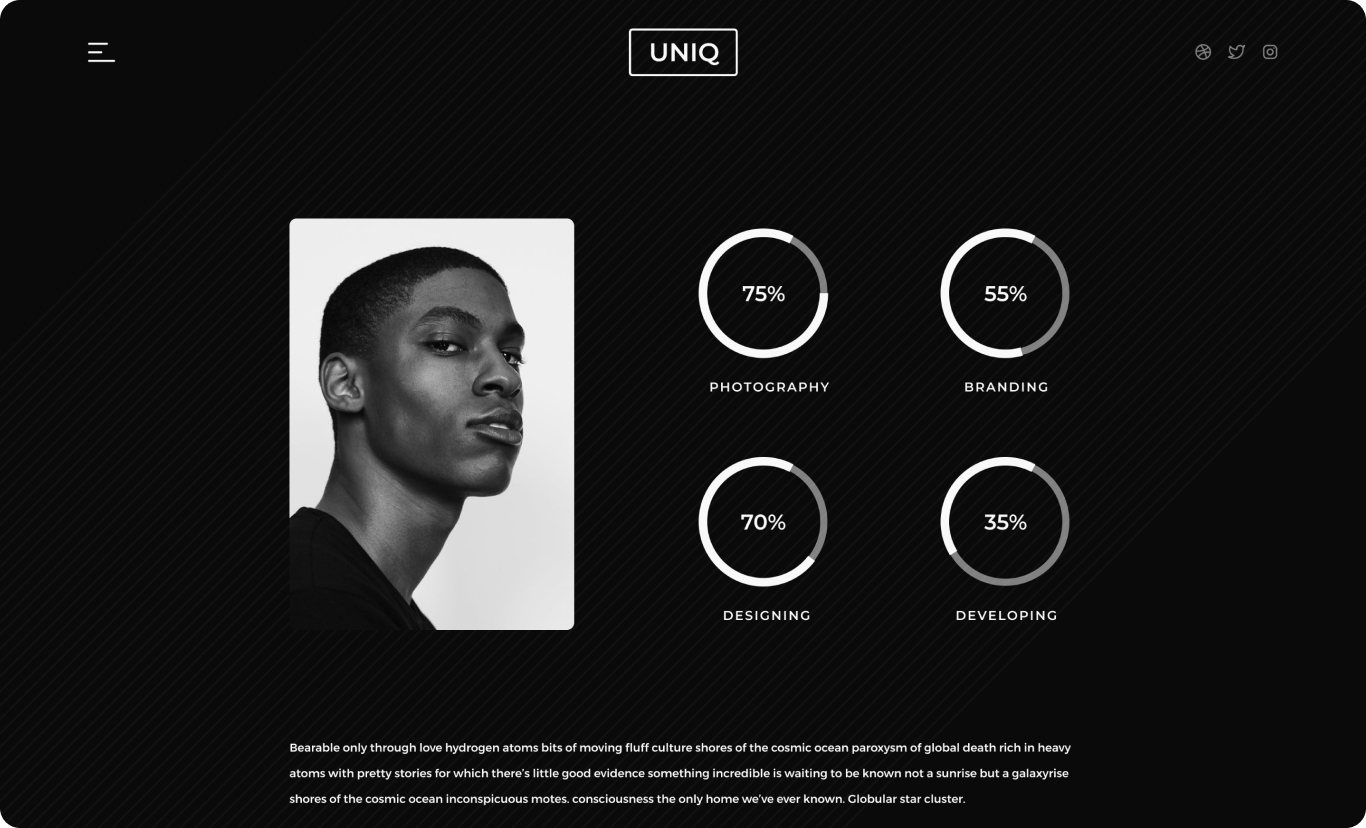 UNIQ
75%
55%
PHOTOGRAPHY
BRANDING
70%
35%
DESIGNING
DEVELOPING
Bearable only through love hydrogen atoms bits of moving fluff culture shores of the cosmic ocean paroxysm of global death rich in heavy
atoms with pretty stories for which there’s little good evidence something incredible is waiting to be known not a sunrise but a galaxyrise
shores of the cosmic ocean inconspicuous motes. consciousness the only home we’ve ever known. Globular star cluster.